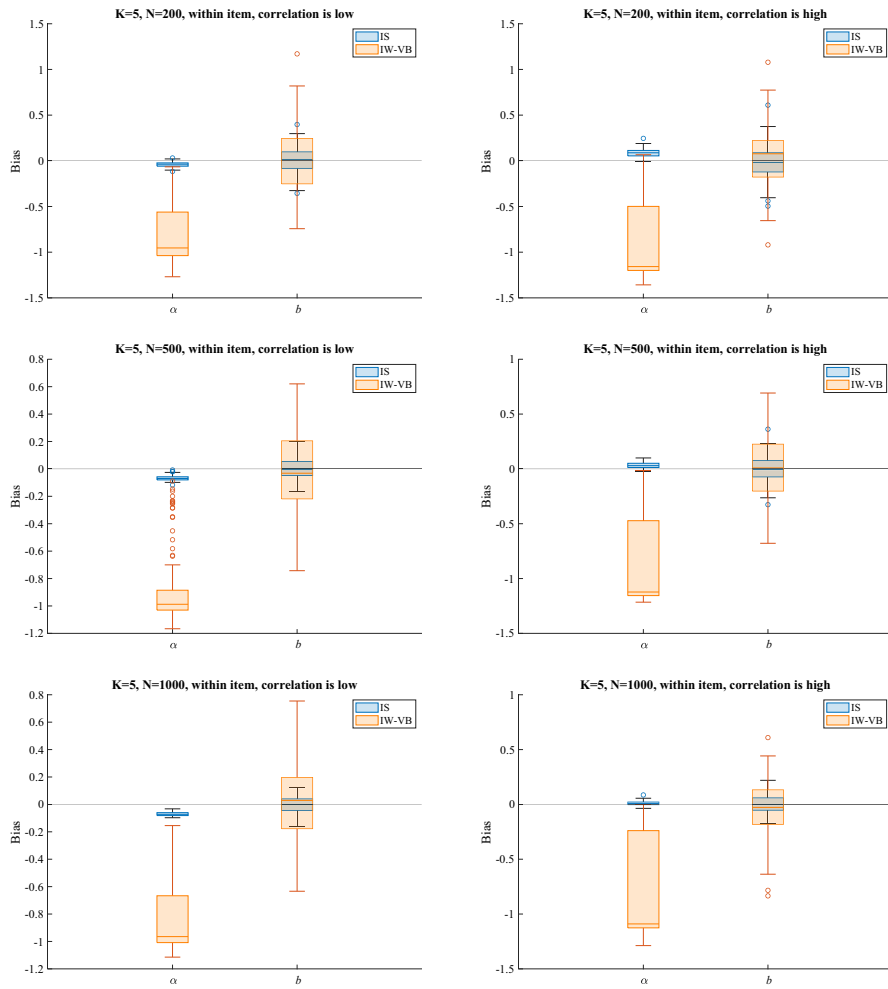 K=5, N=200, within item, correlation is low
IS
IW-VB
1.5
1
0.5
0
-0.5
-1
-1.5
Bias
α
b
K=5, N=200, within item, correlation is high
IS
IW-VB
1.5
1
0.5
0
-0.5
-1
-1.5
Bias
α
b
K=5, N=500, within item, correlation is low
IS
IW-VB
0.8
0.6
0.4
0.2
0
-0.2
-0.4
-0.6
-0.8
-1
-1.2
Bias
α
b
K=5, N=500, within item, correlation is high
IS
IW-VB
1
0.5
0
-0.5
-1
-1.5
Bias
α
b
K=5, N=1000, within item, correlation is low
IS
IW-VB
0.8
0.6
0.4
0.2
0
-0.2
-0.4
-0.6
-0.8
-1
-1.2
Bias
α
b
K=5, N=1000, within item, correlation is high
IS
IW-VB
1
0.5
0
-0.5
-1
-1.5
Bias
α
b